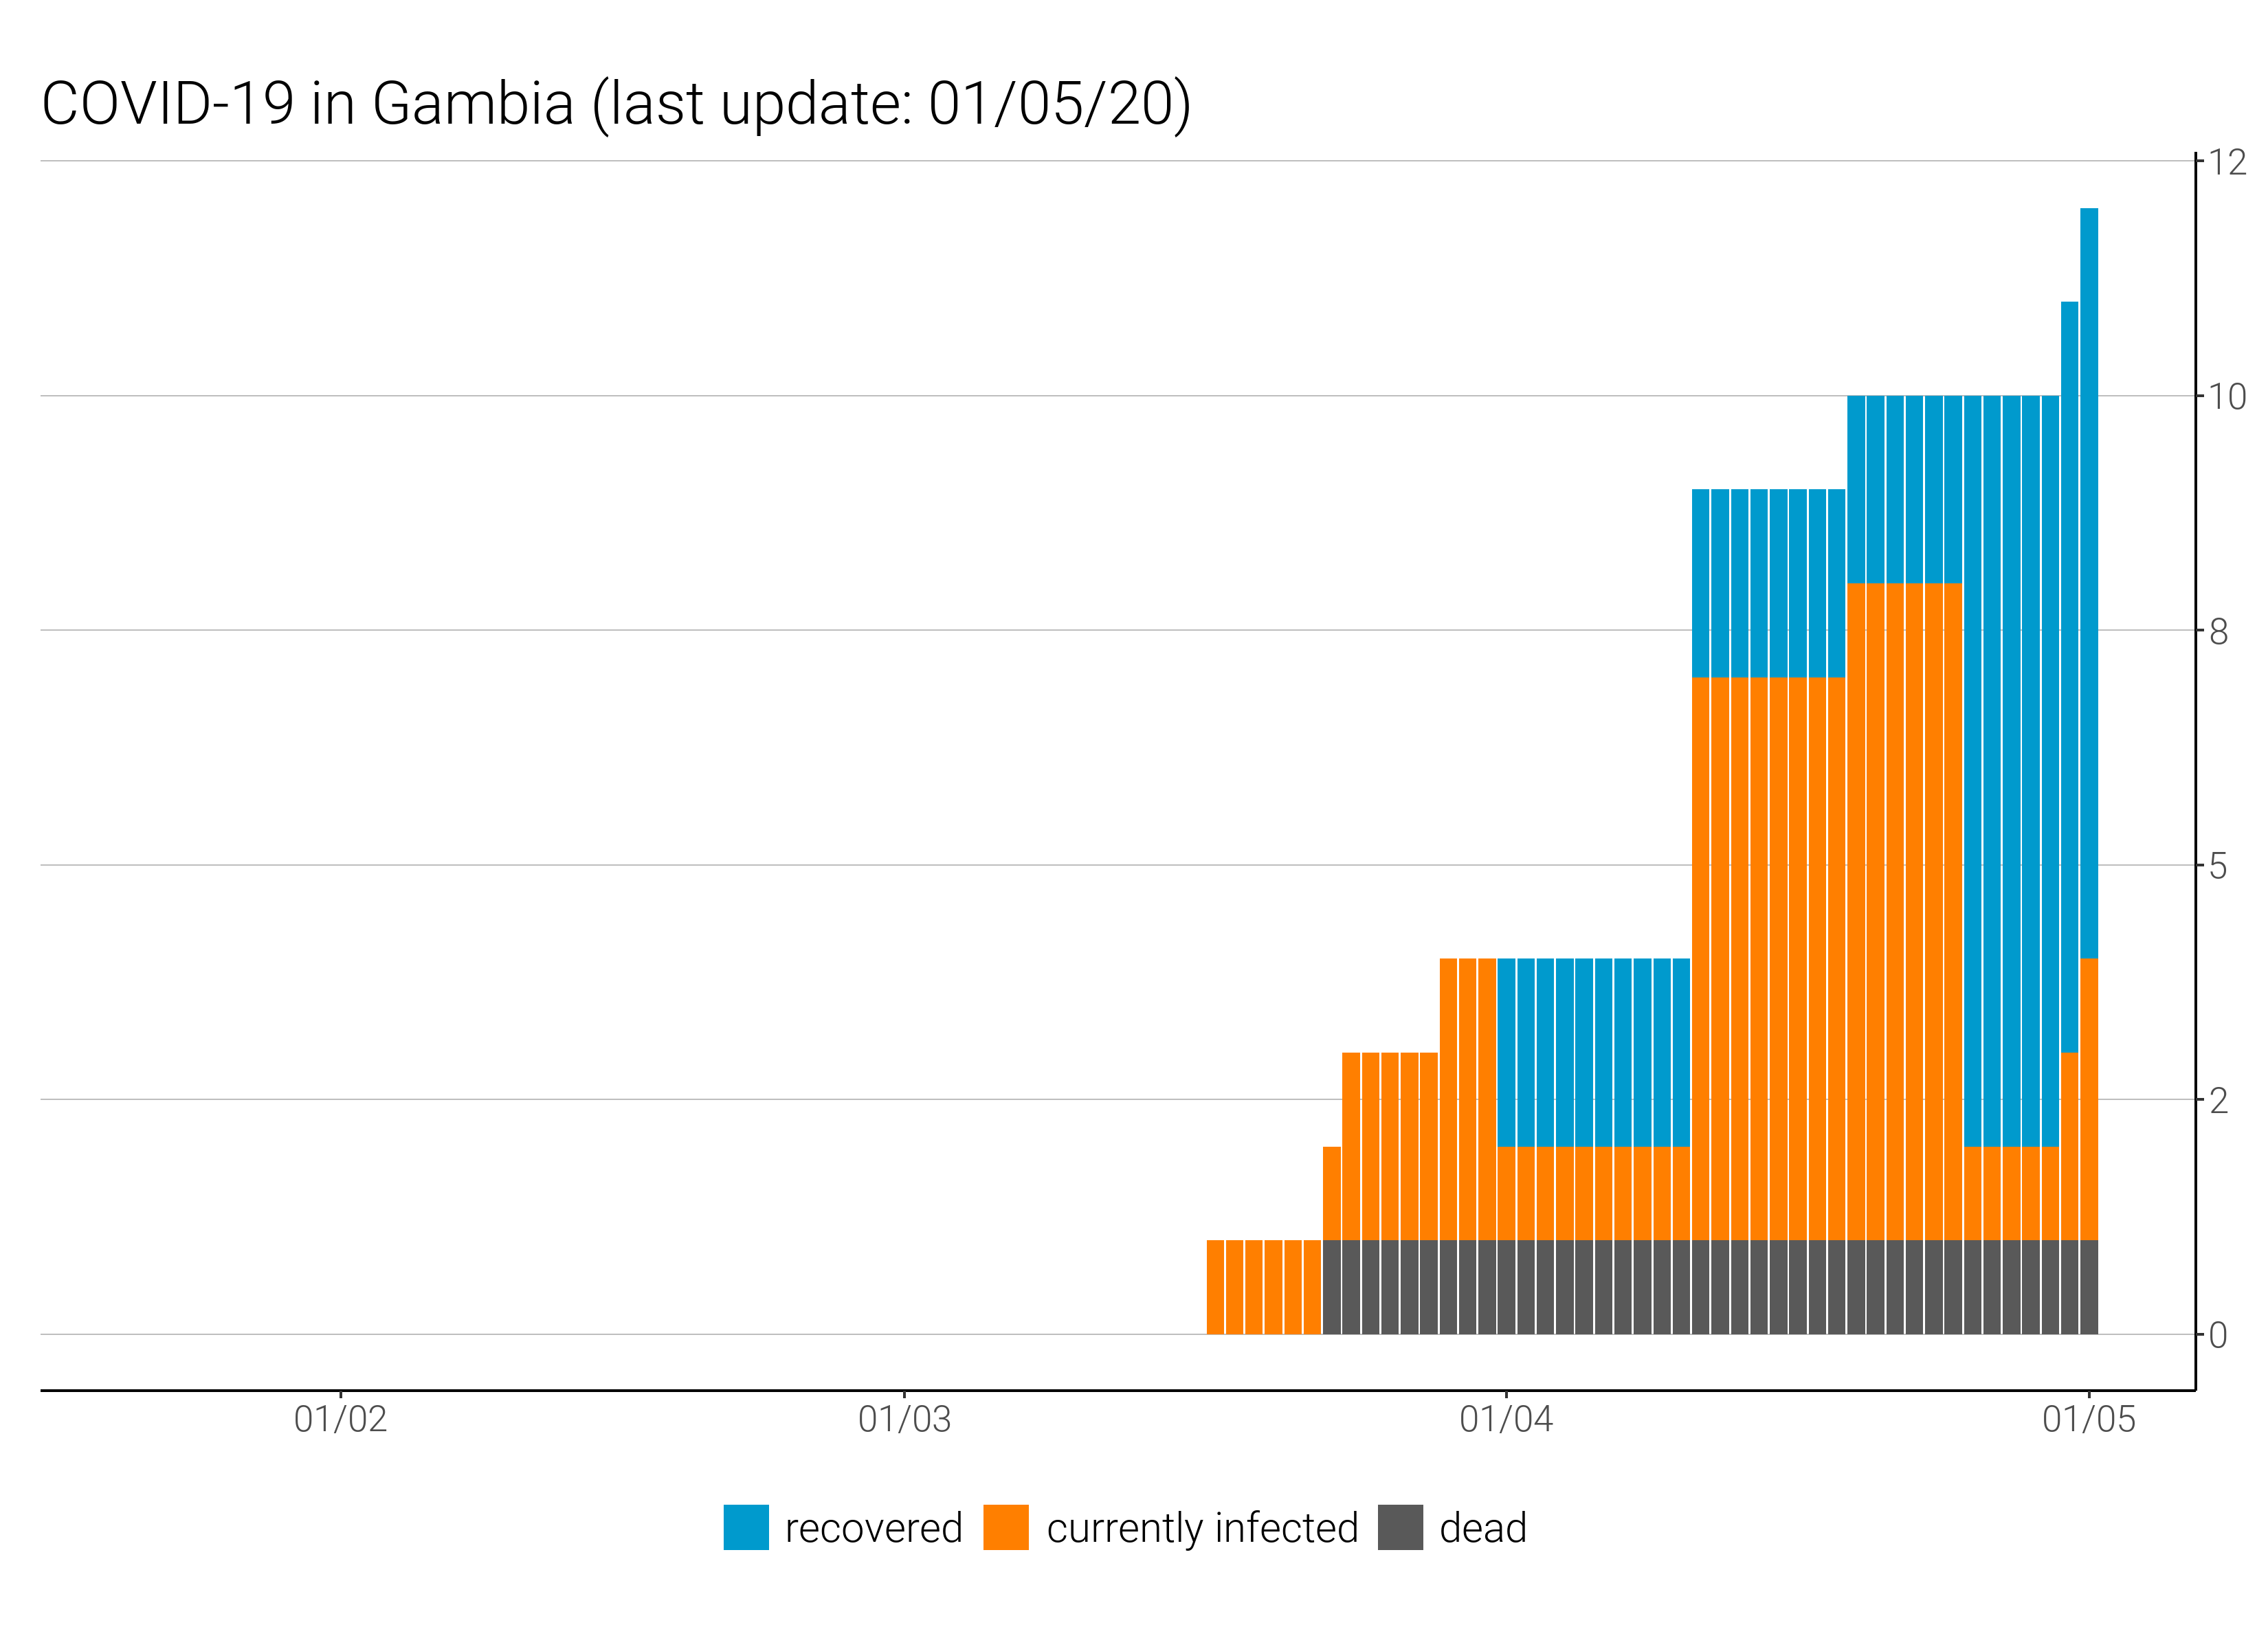 COVID-19 in Gambia (last update: 01/05/20)
12
10
8
5
2
0
01/02 01/03 01/04 01/05
recovered currently infected dead